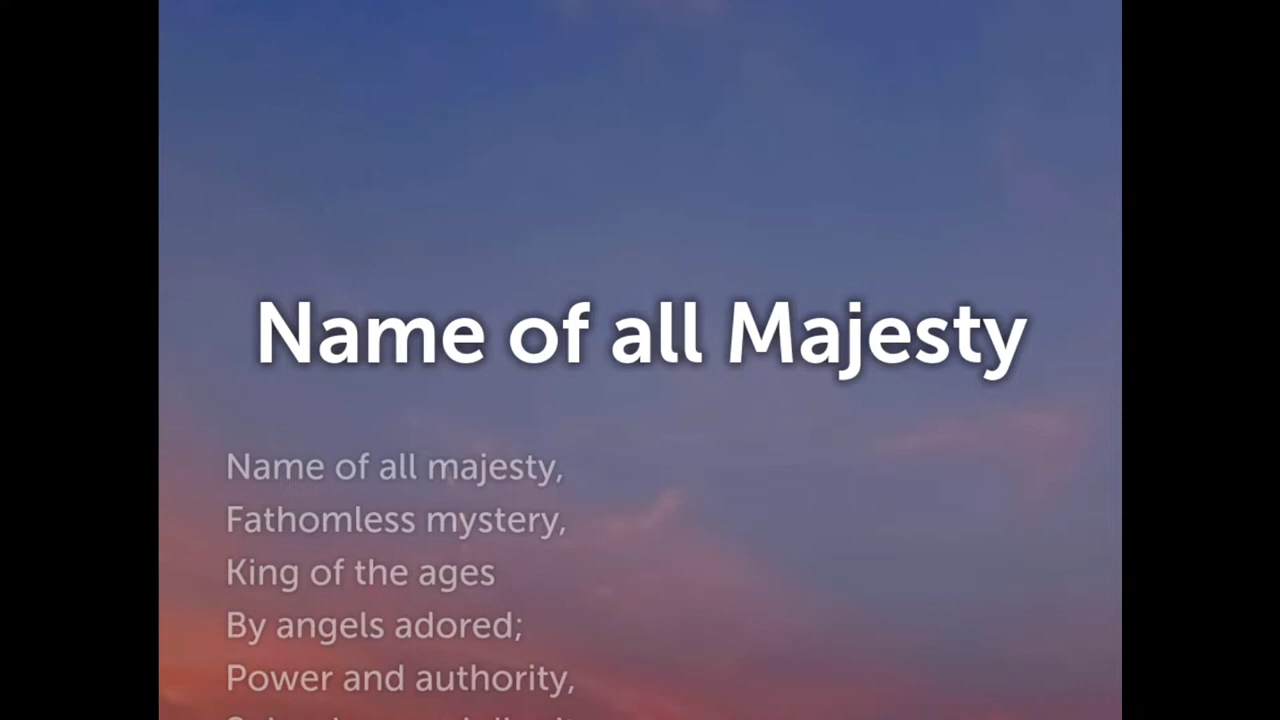 Name of all Majesty
Name of all majesty,
Fathomless mystery,
King of the ages
By angels adored;
Power and authority,